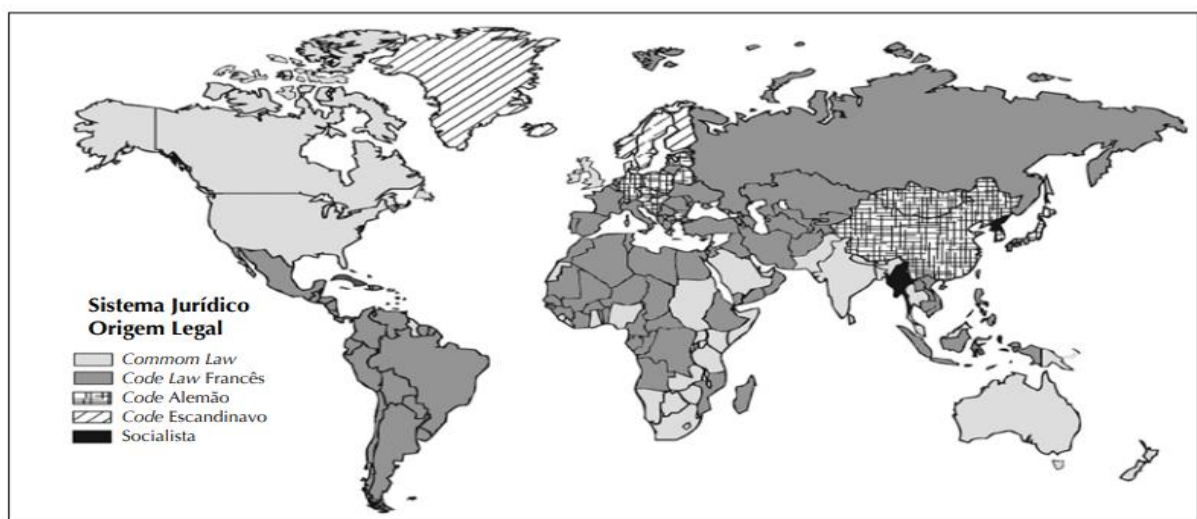 Sistema Jurídico
Origem Legal
Commom Law
Code Law Francês
Code Alemão
Code Escandinavo
Socialista